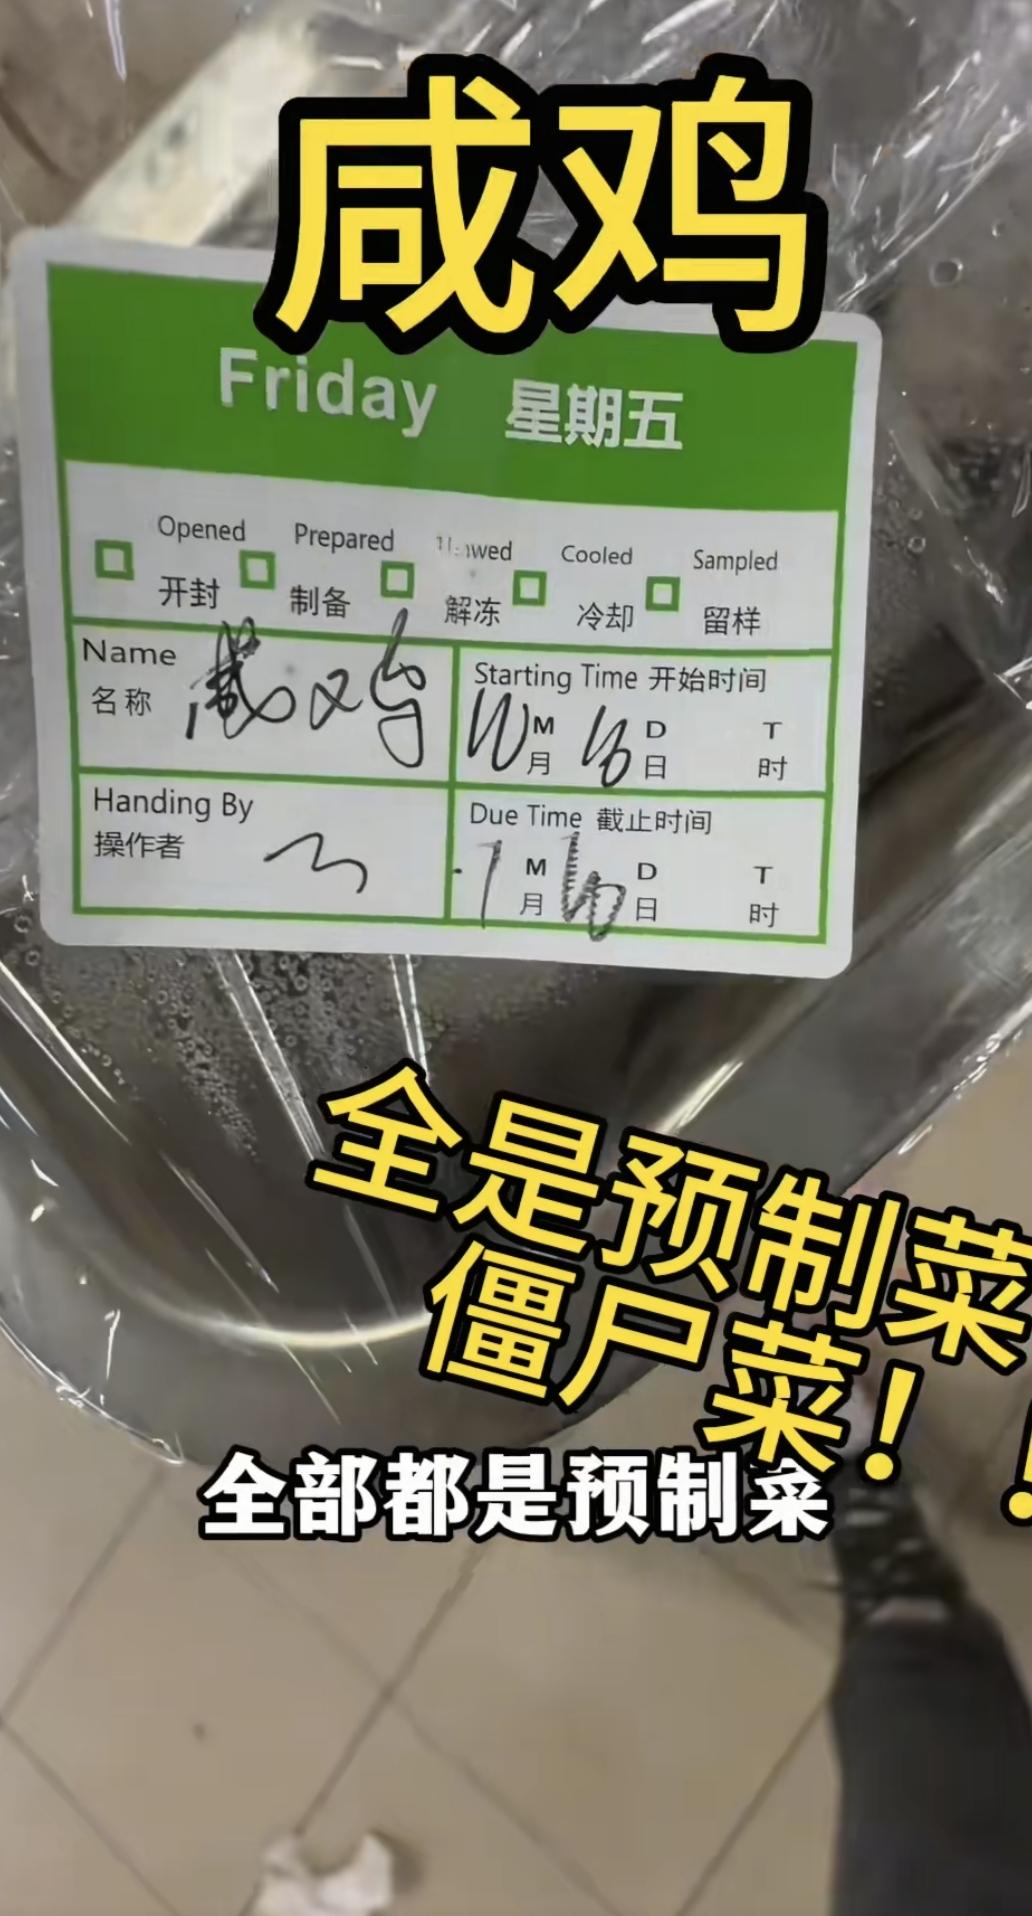 咸鸡
Friday 星期五
Opened Prepared Thawed Cooled Sampled
开封 制备 解冻 冷却 留样
Name
名称 咸鸡
Starting Time 开始时间
10 M D T
月 日 时
Handing By
操作者
Due Time 截止时间
M D T
月 日 时
全是预制菜
僵尸菜！！
全部都是预制菜